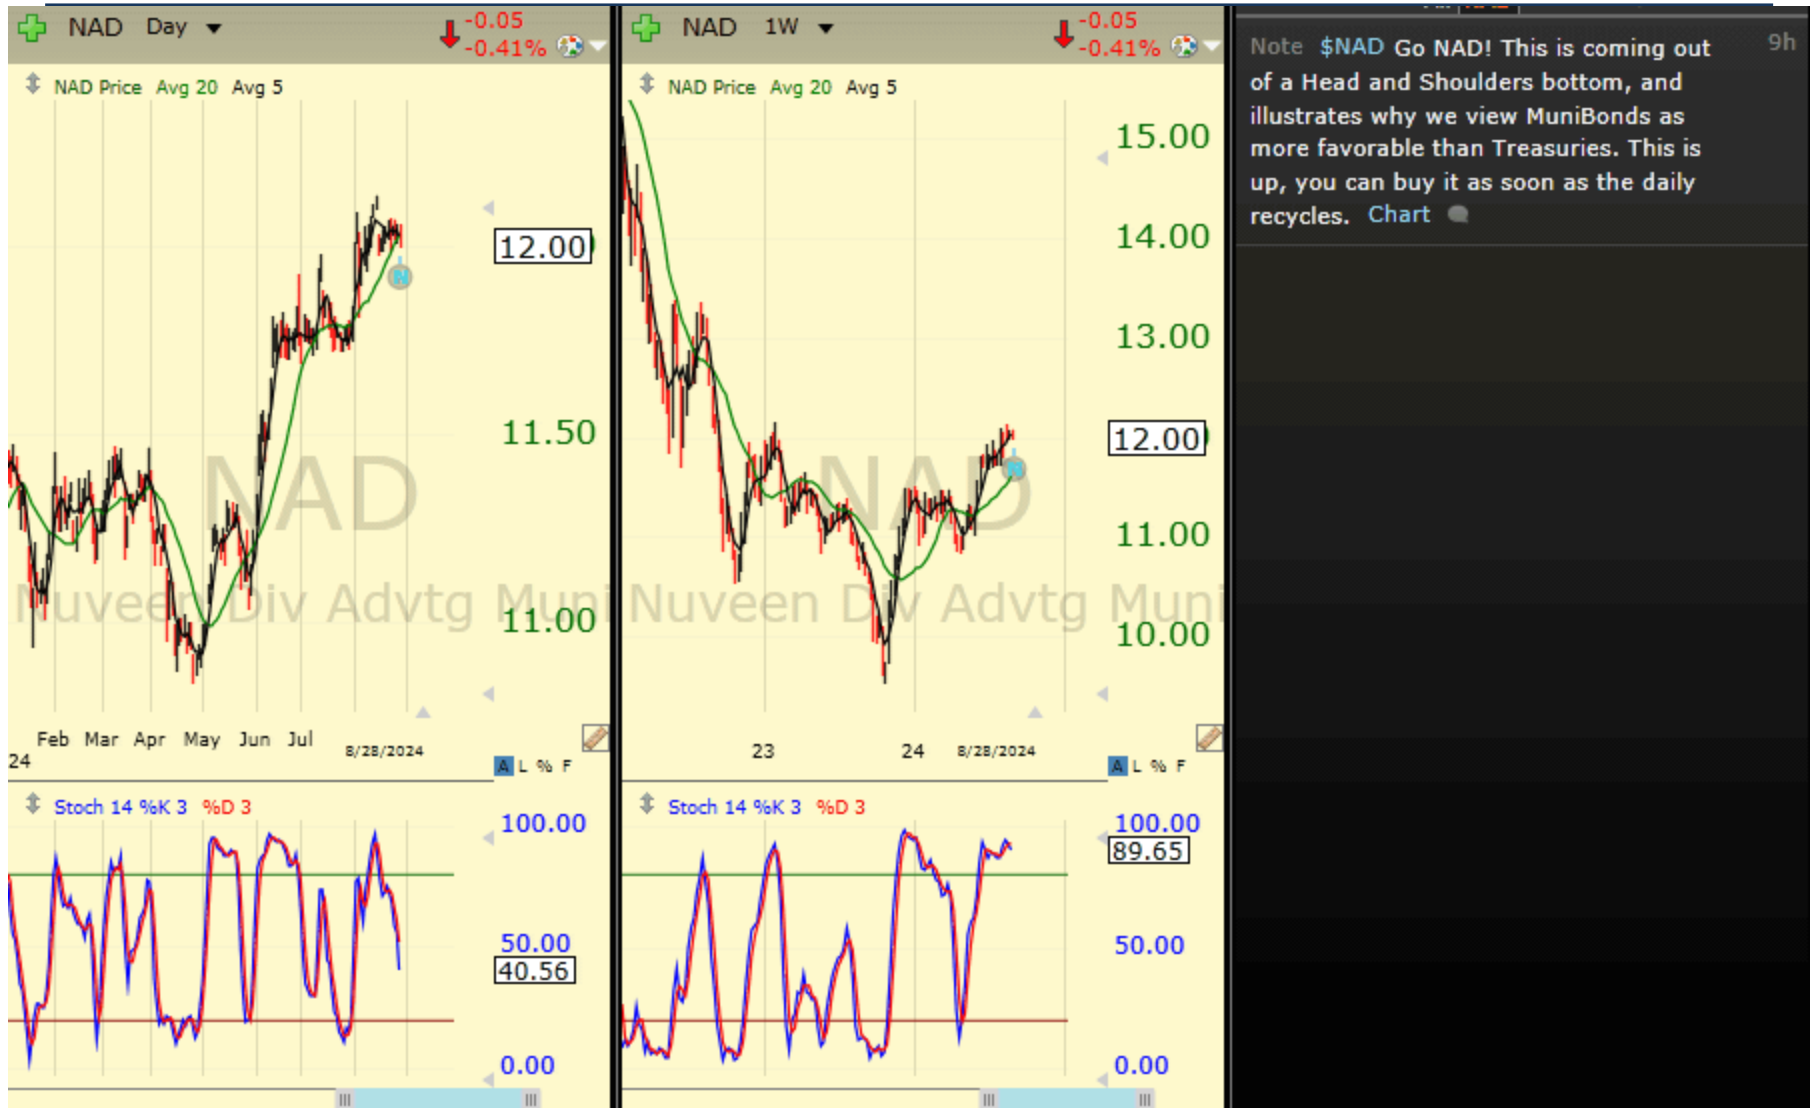 NAD Day
-0.05
-0.41%
NAD Price Avg 20 Avg 5
12.00
11.50
11.00
NAD
Nuveen Div Advtg Muni
Feb Mar Apr May Jun Jul
8/28/2024
24
A L % F
Stoch 14 %K 3 %D 3
100.00
50.00
40.56
0.00
NAD 1W
-0.05
-0.41%
NAD Price Avg 20 Avg 5
15.00
14.00
13.00
12.00
11.00
10.00
NAD
Nuveen Div Advtg Muni
23 24 8/28/2024
A L % F
Stoch 14 %K 3 %D 3
100.00
89.65
50.00
0.00
Note $NAD Go NAD! This is coming out 9h
of a Head and Shoulders bottom, and
illustrates why we view MuniBonds as
more favorable than Treasuries. This is
up, you can buy it as soon as the daily
recycles. Chart
N
N